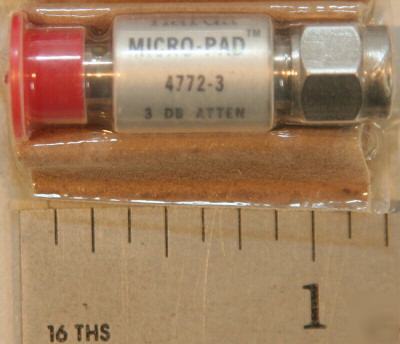 MICRO-PAD™
4772-3
3 DB ATTEN
1
16 THS